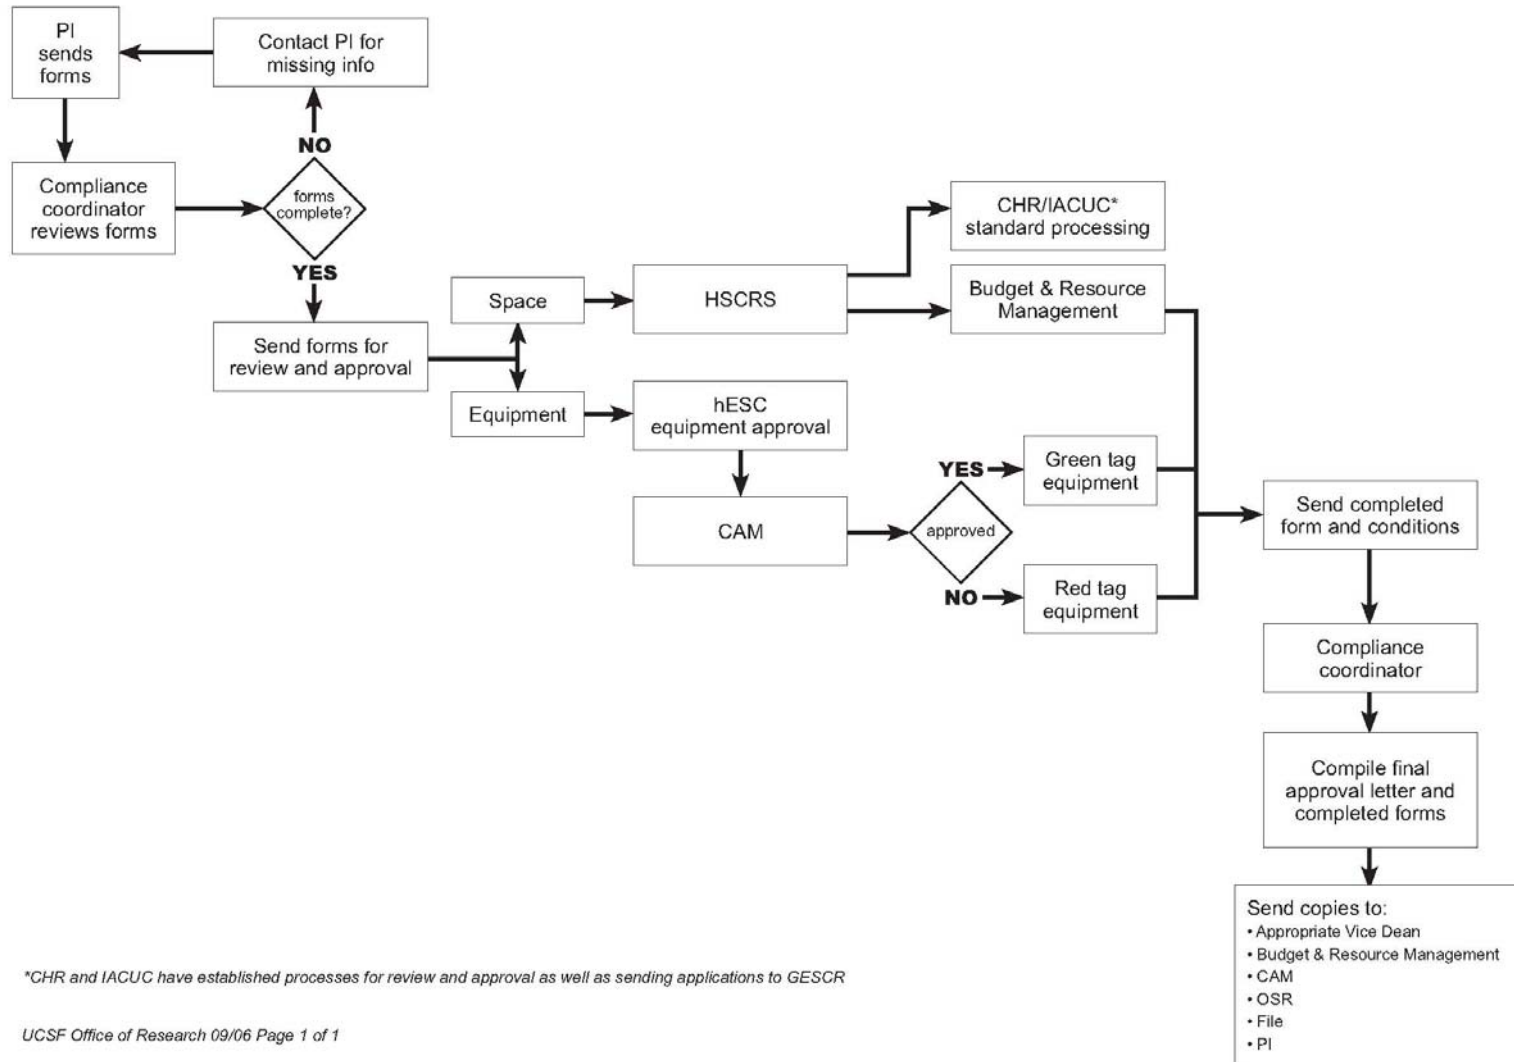 PI
sends
forms
Contact PI for
missing info
NO
Compliance
coordinator
reviews forms
forms
complete?
YES
Send forms for
review and approval
Space
Equipment
HSCRS
CHR/IACUC*
standard processing
Budget & Resource
Management
hESC
equipment approval
CAM
approved
YES
Green tag
equipment
NO
Red tag
equipment
Send completed
form and conditions
Compliance
coordinator
Compile final
approval letter and
completed forms
Send copies to:
• Appropriate Vice Dean
• Budget & Resource Management
• CAM
• OSR
• File
• PI
*CHR and IACUC have established processes for review and approval as well as sending applications to GESCR
UCSF Office of Research 09/06 Page 1 of 1